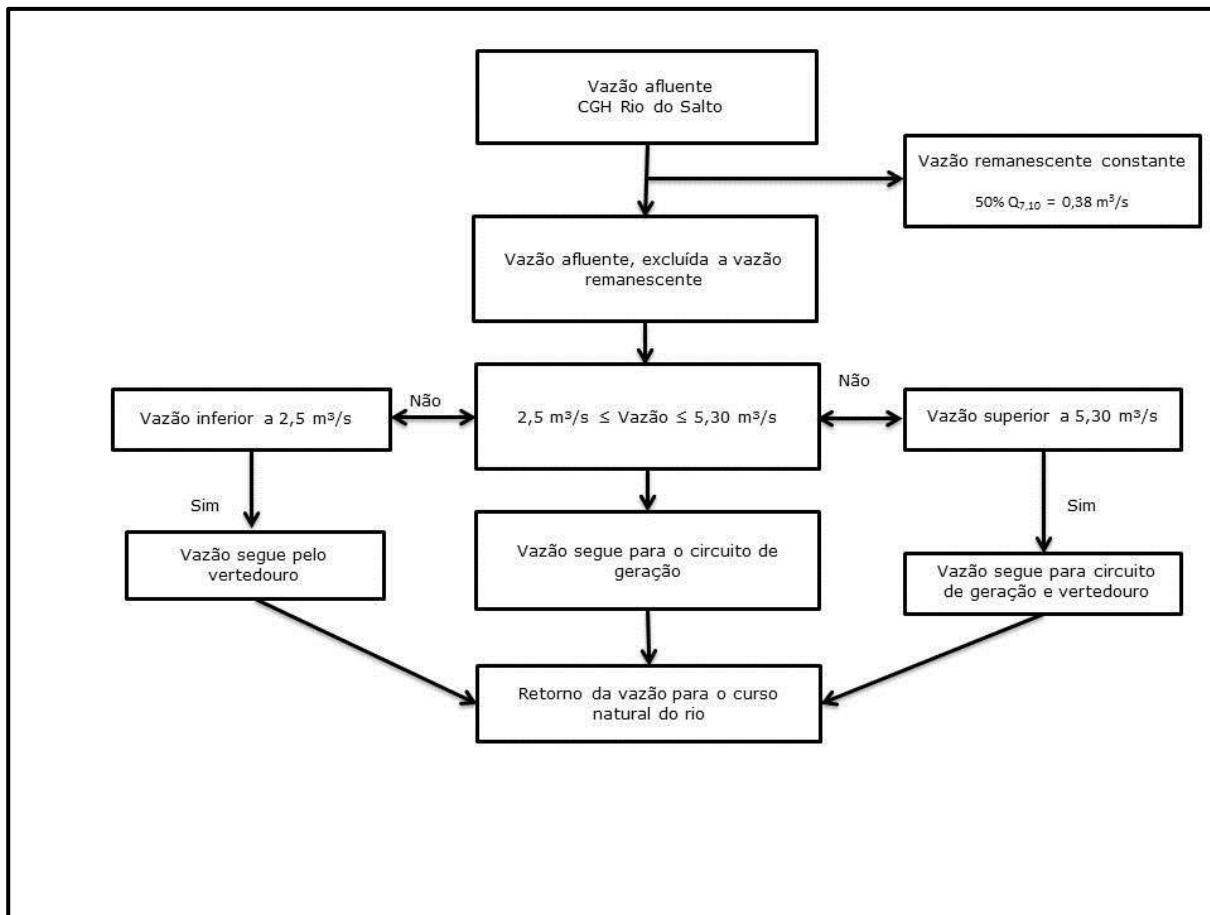 Vazão afluente
CGH Rio do Salto
Vazão remanescente constante
50% Q7,10 = 0,38 m³/s
Vazão afluente, excluída a vazão
remanescente
Não
Não
Vazão inferior a 2,5 m³/s
2,5 m³/s ≤ Vazão ≤ 5,30 m³/s
Vazão superior a 5,30 m³/s
Sim
Sim
Vazão segue pelo
vertedouro
Vazão segue para o circuito de
geração
Vazão segue para circuito
de geração e vertedouro
Retorno da vazão para o curso
natural do rio